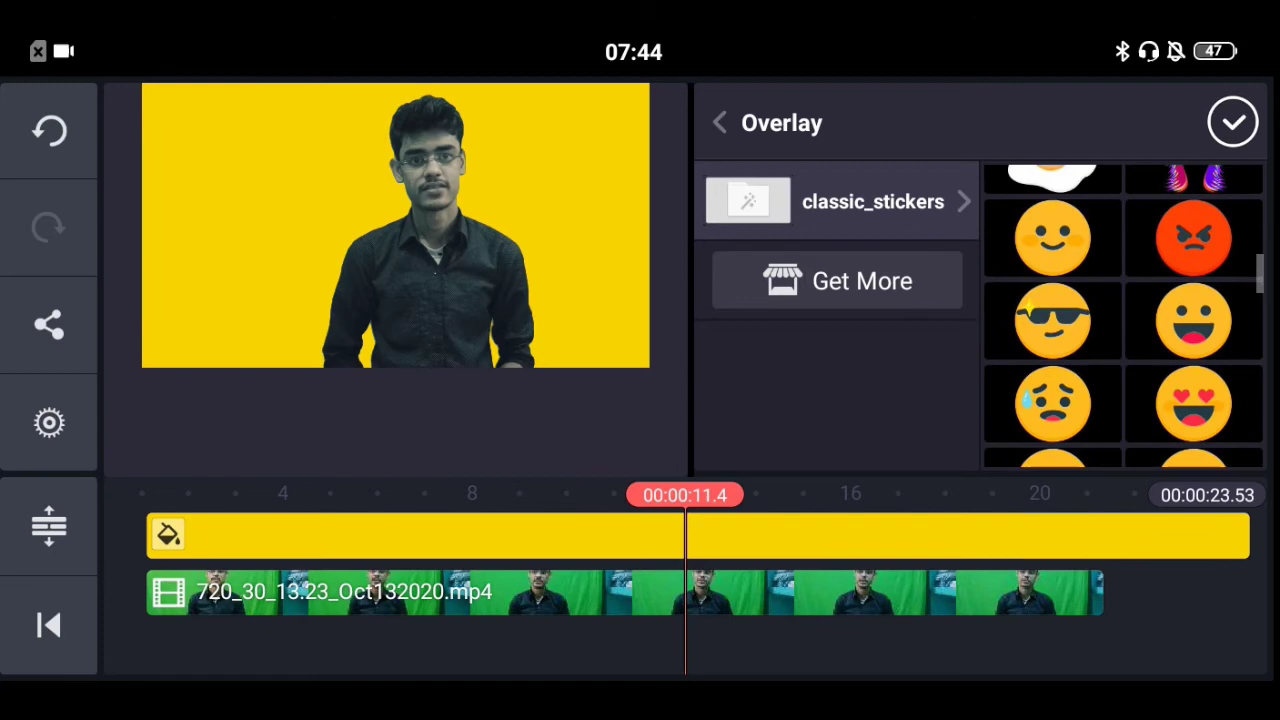 07:44
47
Overlay
classic_stickers
Get More
4
8
00:00:11.4
16
20
00:00:23.53
720_30_13.23_Oct132020.mp4